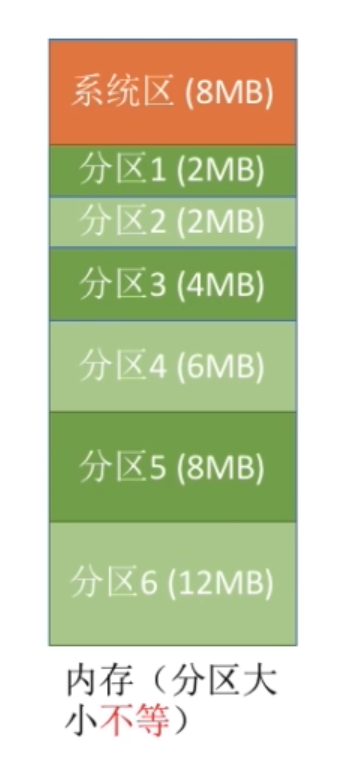 系统区 (8MB)
分区1 (2MB)
分区2 (2MB)
分区3 (4MB)
分区4 (6MB)
分区5 (8MB)
分区6 (12MB)
内存（分区大
小不等）